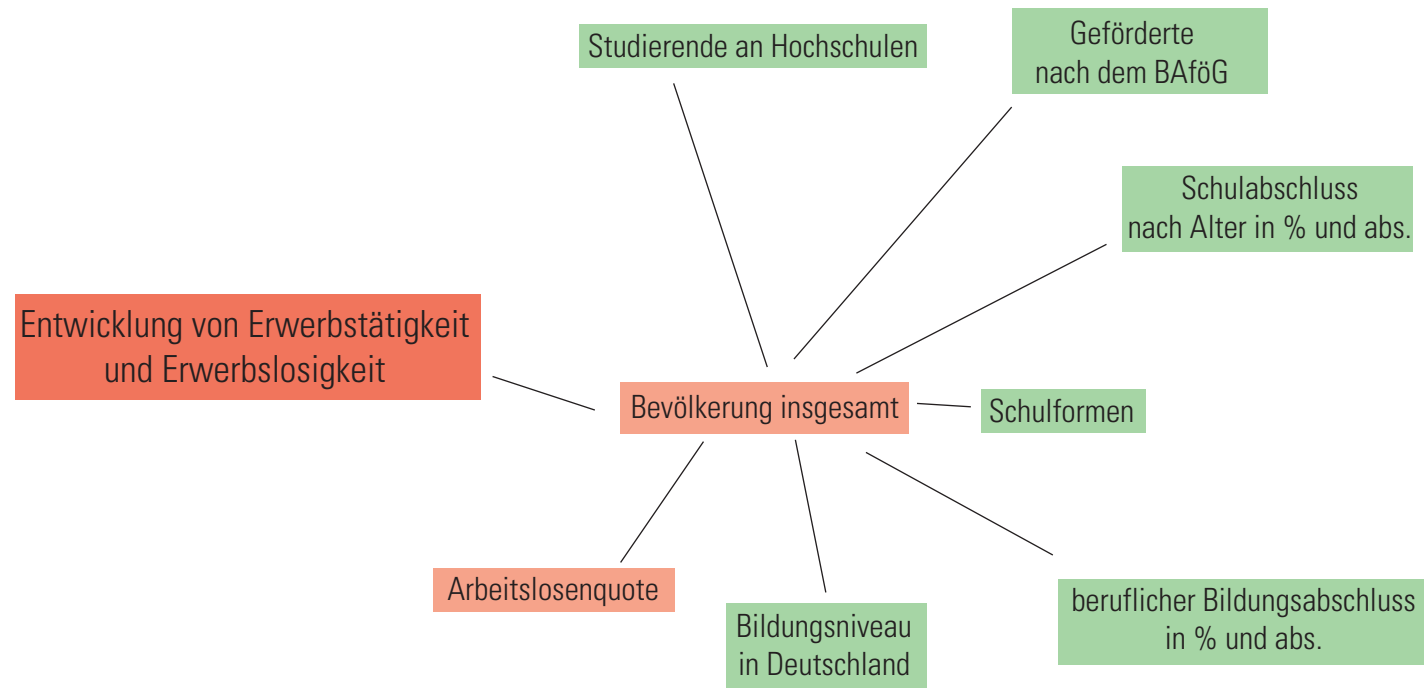 Studierende an Hochschulen
Geförderte
nach dem BAföG
Schulabschluss
nach Alter in % und abs.
Entwicklung von Erwerbstätigkeit
und Erwerbslosigkeit
Bevölkerung insgesamt
Schulformen
Arbeitslosenquote
Bildungsniveau
in Deutschland
beruflicher Bildungsabschluss
in % und abs.